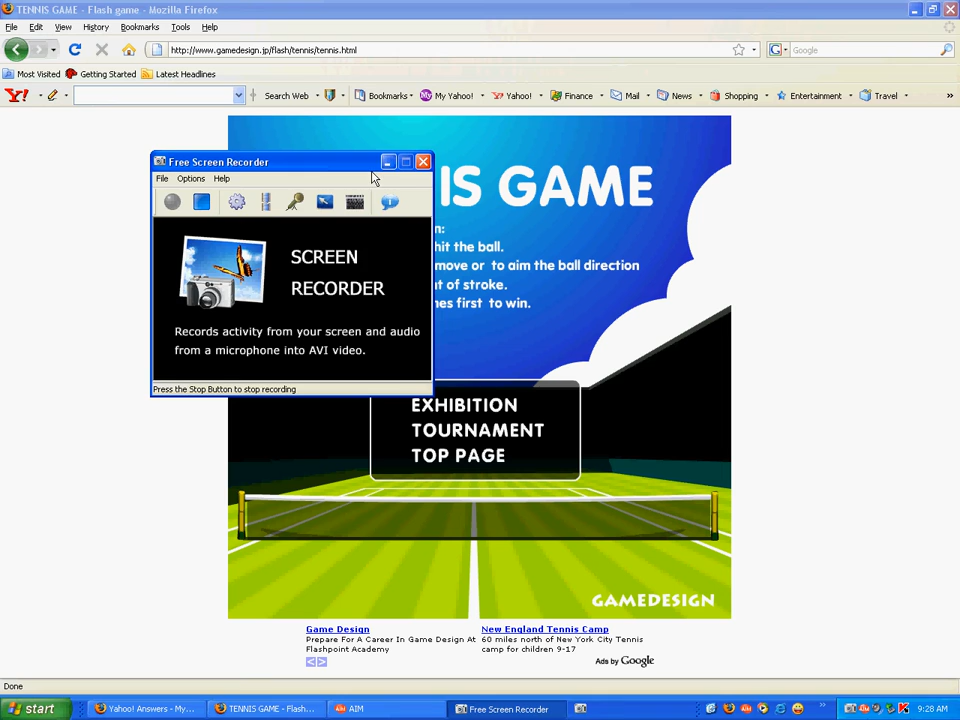 TENNIS GAME - Flash game - Mozilla Firefox
File Edit View History Bookmarks Tools Help
http://www.gamedesign.jp/flash/tennis/tennis.html
Google
Most Visited Getting Started Latest Headlines
Y! Search Web Bookmarks My Yahoo! Yahoo! Finance Mail News Shopping Entertainment Travel »
Free Screen Recorder
File Options Help
SCREEN
RECORDER
Records activity from your screen and audio
from a microphone into AVI video.
Press the Stop Button to stop recording
IS GAME
n:
hit the ball.
move or to aim the ball direction
t of stroke.
nes first to win.
EXHIBITION
TOURNAMENT
TOP PAGE
GAMEDESIGN
Game Design
Prepare For A Career In Game Design At
Flashpoint Academy
New England Tennis Camp
60 miles north of New York City Tennis
camp for children 9-17
Ads by Google
Done
start Yahoo! Answers - My... TENNIS GAME - Flash... AIM Free Screen Recorder » 9:28 AM